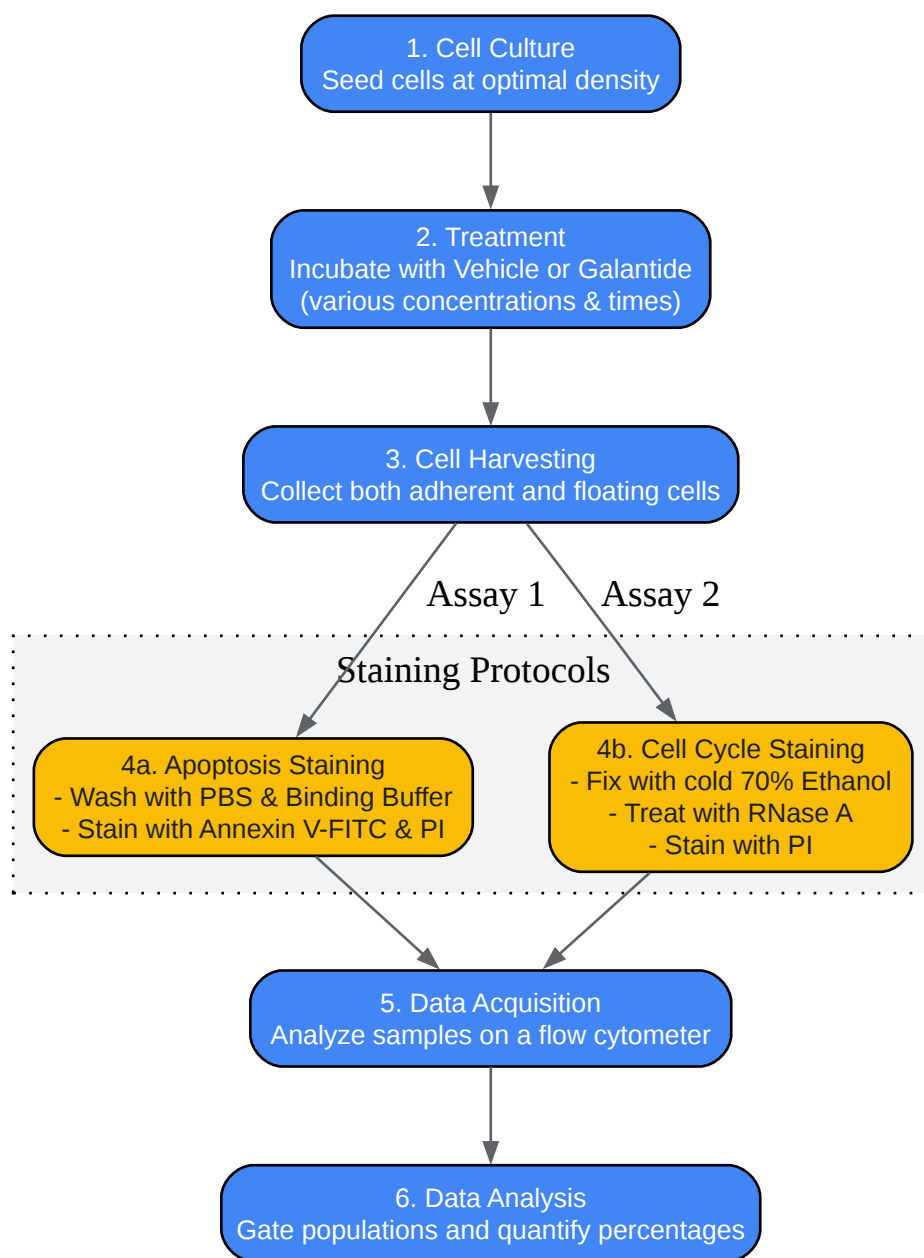 1. Cell Culture
Seed cells at optimal density
2. Treatment
Incubate with Vehicle or Galantide
(various concentrations & times)
3. Cell Harvesting
Collect both adherent and floating cells
Assay 1
Assay 2
Staining Protocols
4a. Apoptosis Staining
- Wash with PBS & Binding Buffer
- Stain with Annexin V-FITC & PI
4b. Cell Cycle Staining
- Fix with cold 70% Ethanol
- Treat with RNase A
- Stain with PI
5. Data Acquisition
Analyze samples on a flow cytometer
6. Data Analysis
Gate populations and quantify percentages